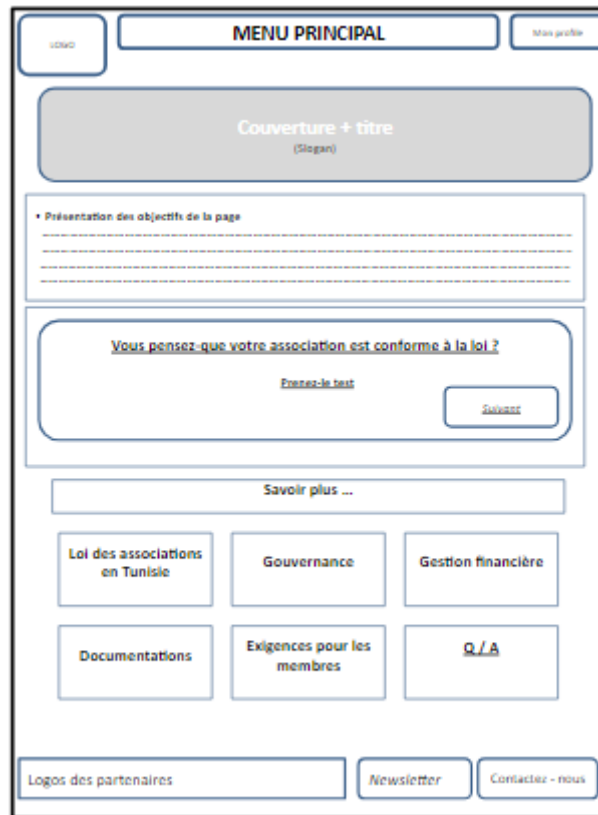 LOGO
MENU PRINCIPAL
Mon profile
Couverture + titre
(Slogan)
• Présentation des objectifs de la page
Vous pensez-que votre association est conforme à la loi ?
Prenez-le test
Suivant
Savoir plus ...
Loi des associations
en Tunisie
Gouvernance
Gestion financière
Documentations
Exigences pour les
membres
Q / A
Logos des partenaires
Newsletter
Contactez - nous